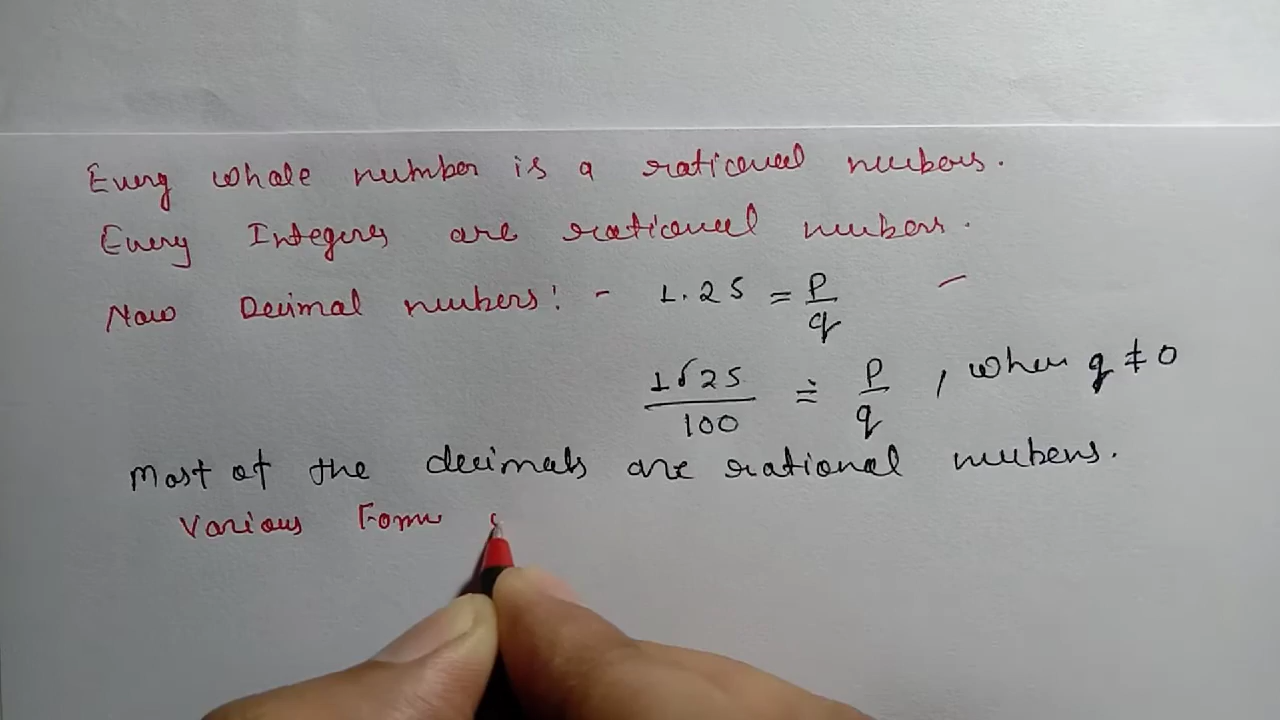 Every whole number is a rational numbers.
Every Integers are rational numbers.
Now Decimal numbers: - 1.25 = p/q
125/100 = p/q , when q ≠ 0
Most of the decimals are rational numbers.
Various Form